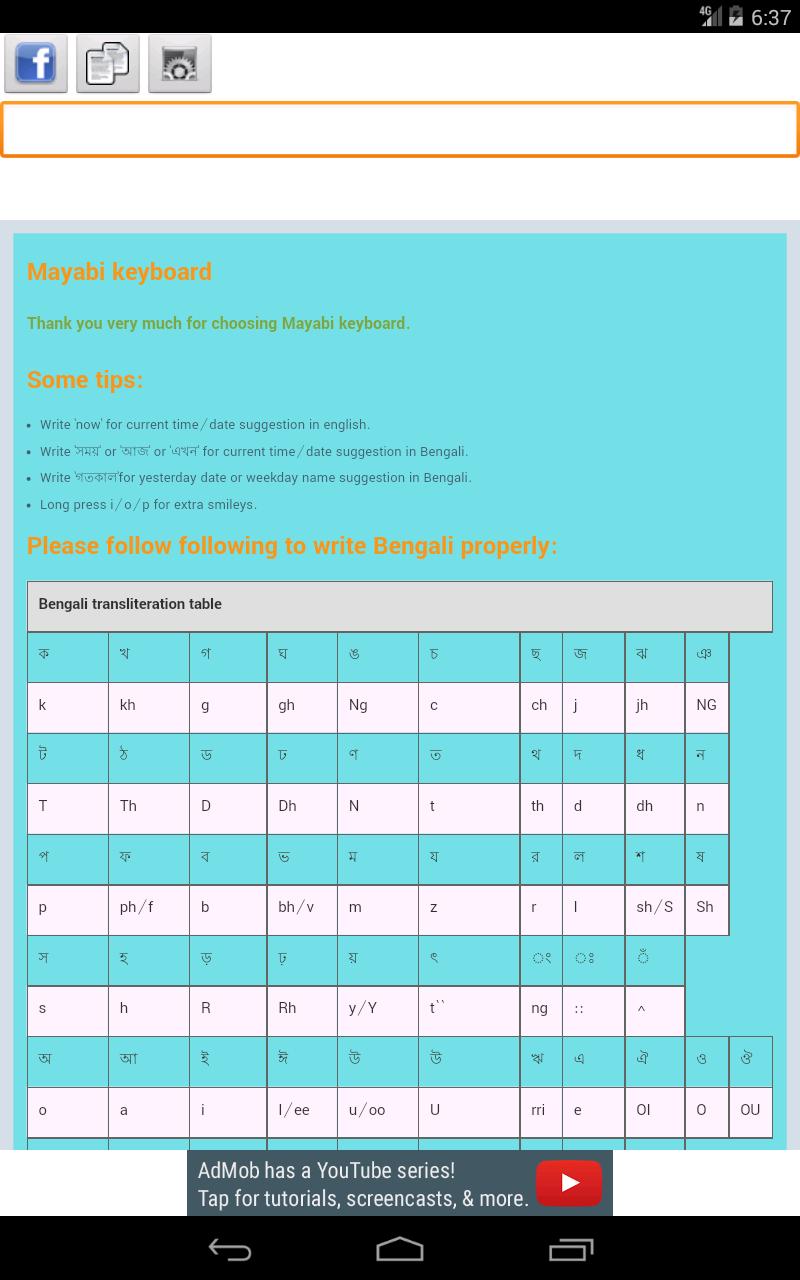 4G 6:37
Mayabi keyboard
Thank you very much for choosing Mayabi keyboard.
Some tips:
• Write 'now' for current time/date suggestion in english.
• Write 'সময়' or 'আজ' or 'এখন' for current time/date suggestion in Bengali.
• Write 'গতকাল'for yesterday date or weekday name suggestion in Bengali.
• Long press i/o/p for extra smileys.
Please follow following to write Bengali properly:
Bengali transliteration table
ক খ গ ঘ ঙ চ ছ জ ঝ ঞ
k kh g gh Ng c ch j jh NG
ট ঠ ড ঢ ণ ত থ দ ধ ন
T Th D Dh N t th d dh n
প ফ ব ভ ম য র ল শ ষ
p ph/f b bh/v m z r l sh/S Sh
স হ ড় ঢ় য় ৎ ং ঃ ঁ
s h R Rh y/Y t`` ng :: ^
অ আ ই ঈ উ উ ঋ এ ঐ ও ঔ
o a i I/ee u/oo U rri e OI O OU
AdMob has a YouTube series!
Tap for tutorials, screencasts, & more.